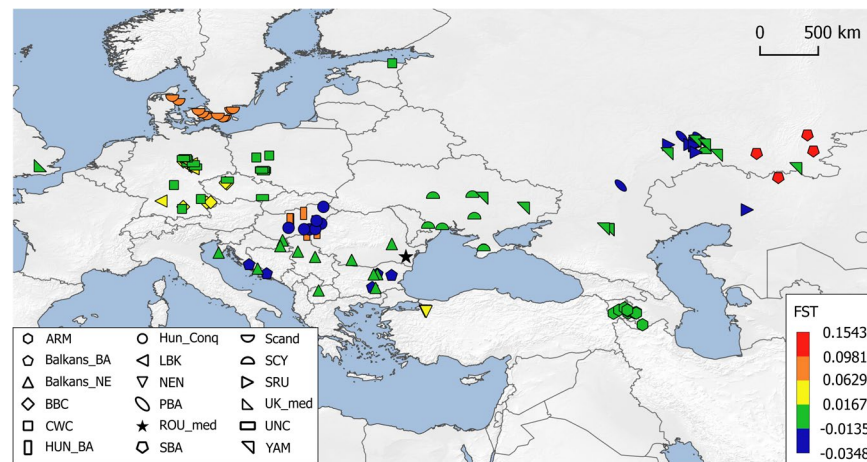 0 500 km
ARM Hun_Conq Scand
Balkans_BA LBK SCY
Balkans_NE NEN SRU
BBC PBA UK_med
CWC ROU_med UNC
HUN_BA SBA YAM
FST
0.1543
0.0981
0.0629
0.0167
-0.0135
-0.0345